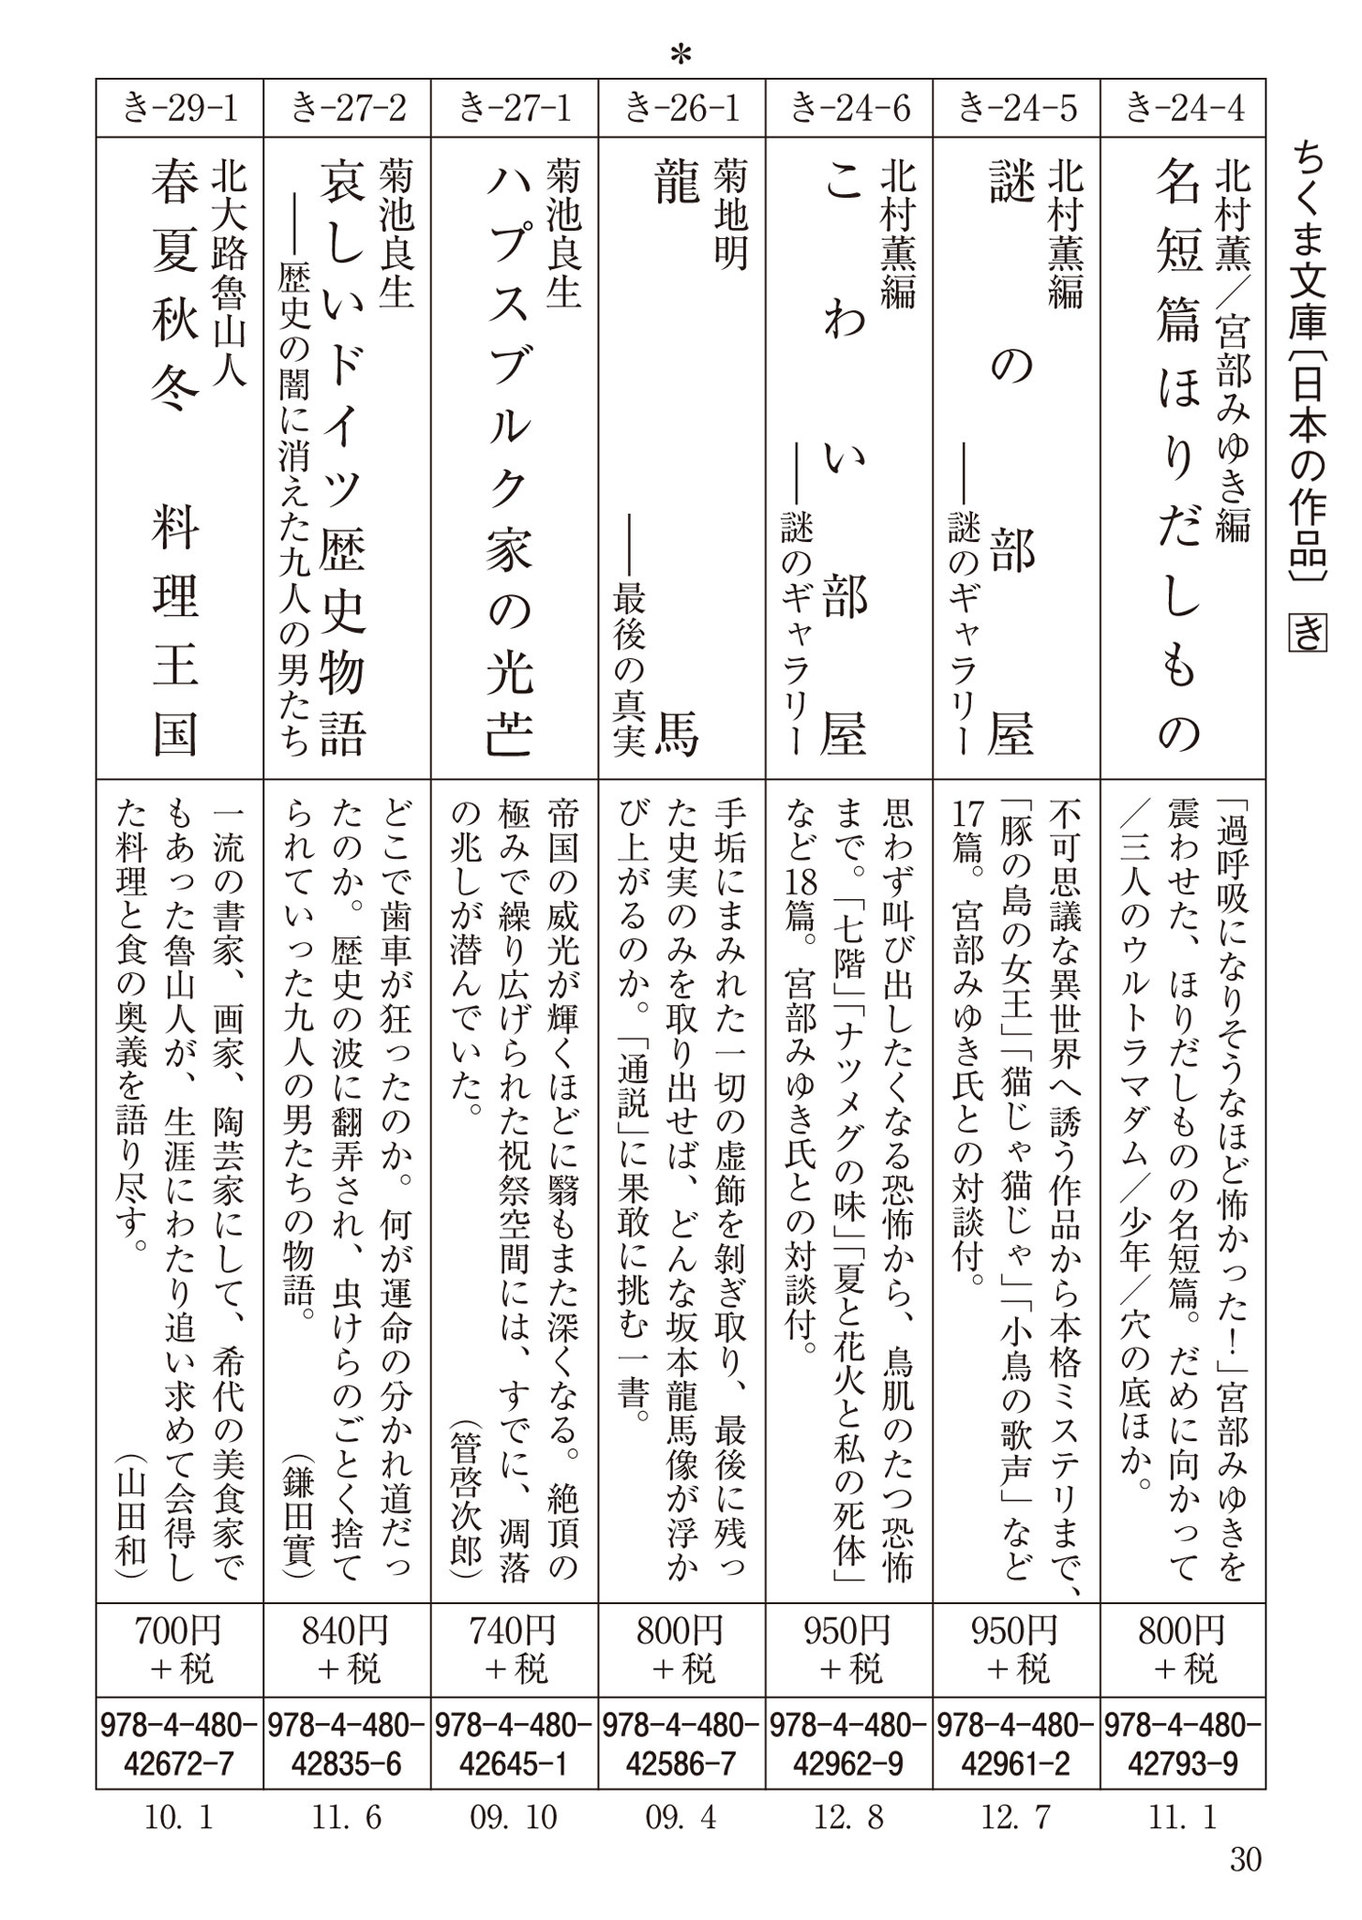 ちくま文庫〔日本の作品〕 き
き-24-4
北村薫／宮部みゆき編
名短篇ほりだしもの
「過呼吸になりそうなほど怖かった！」宮部みゆきを
震わせた、ほりだしものの名短篇。だめに向かって
／三人のウルトラマダム／少年／穴の底ほか。
800円
＋税
978-4-480-
42793-9
11. 1
き-24-5
北村薫編
謎の部屋
──謎のギャラリー
不可思議な異世界へ誘う作品から本格ミステリまで、
「豚の島の女王」「猫じゃ猫じゃ」「小鳥の歌声」など
17篇。宮部みゆき氏との対談付。
950円
＋税
978-4-480-
42961-2
12. 7
き-24-6
北村薫編
こわい部屋
──謎のギャラリー
思わず叫び出したくなる恐怖から、鳥肌のたつ恐怖
まで。「七階」「ナツメグの味」「夏と花火と私の死体」
など18篇。宮部みゆき氏との対談付。
950円
＋税
978-4-480-
42962-9
12. 8
＊
き-26-1
菊地明
龍馬
──最後の真実
手垢にまみれた一切の虚飾を剝ぎ取り、最後に残っ
た史実のみを取り出せば、どんな坂本龍馬像が浮か
び上がるのか。「通説」に果敢に挑む一書。
800円
＋税
978-4-480-
42586-7
09. 4
き-27-1
菊池良生
ハプスブルク家の光芒
帝国の威光が輝くほどに翳もまた深くなる。絶頂の
極みで繰り広げられた祝祭空間には、すでに、凋落
の兆しが潜んでいた。 （管啓次郎）
740円
＋税
978-4-480-
42645-1
09. 10
き-27-2
菊池良生
哀しいドイツ歴史物語
──歴史の闇に消えた九人の男たち
どこで歯車が狂ったのか。何が運命の分かれ道だっ
たのか。歴史の波に翻弄され、虫けらのごとく捨て
られていった九人の男たちの物語。 （鎌田實）
840円
＋税
978-4-480-
42835-6
11. 6
き-29-1
北大路魯山人
春夏秋冬　料理王国
一流の書家、画家、陶芸家にして、希代の美食家で
もあった魯山人が、生涯にわたり追い求めて会得し
た料理と食の奥義を語り尽す。 （山田和）
700円
＋税
978-4-480-
42672-7
10. 1
30